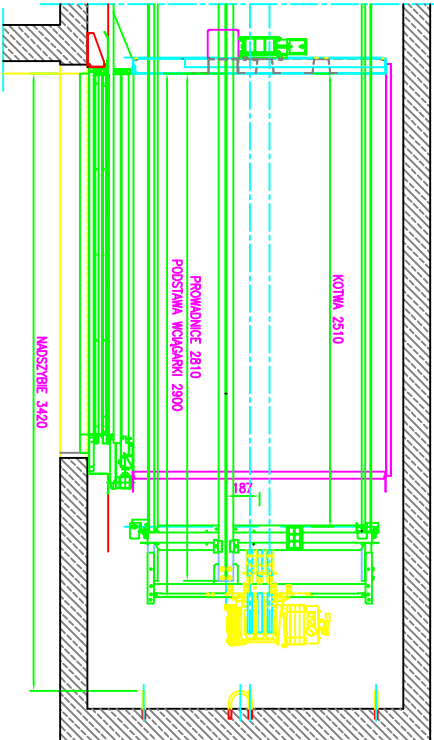 KOTWA 2510
PROWADNICE 2810
PODSTAWA WCIĄGARKI 2900
NADSZYBIE 3420
187